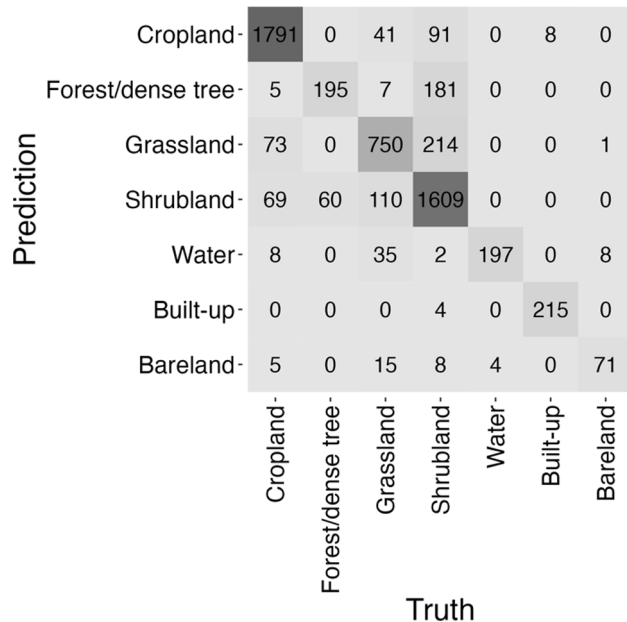 Prediction
Cropland 1791 0 41 91 0 8 0
Forest/dense tree 5 195 7 181 0 0 0
Grassland 73 0 750 214 0 0 1
Shrubland 69 60 110 1609 0 0 0
Water 8 0 35 2 197 0 8
Built-up 0 0 0 4 0 215 0
Bareland 5 0 15 8 4 0 71
Cropland
Forest/dense tree
Grassland
Shrubland
Water
Built-up
Bareland
Truth